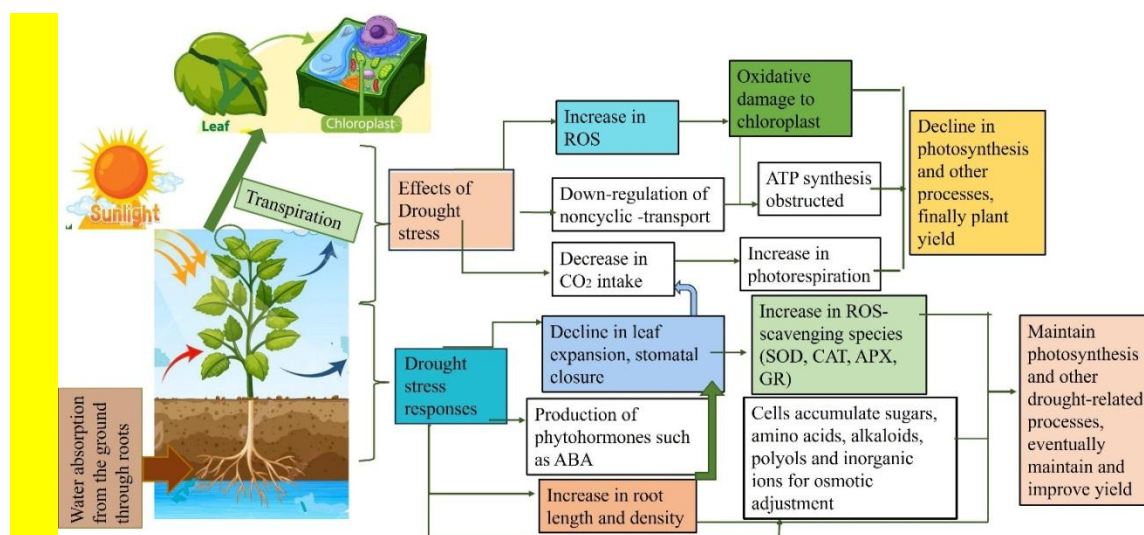 Leaf
Chloroplast
Sunlight
Transpiration
Water absorption
from the ground
through roots
Effects of
Drought
stress
Increase in
ROS
Oxidative
damage to
chloroplast
Down-regulation of
noncyclic -transport
ATP synthesis
obstructed
Decrease in
CO₂ intake
Increase in
photorespiration
Decline in
photosynthesis
and other
processes,
finally plant
yield
Drought
stress
responses
Decline in leaf
expansion, stomatal
closure
Increase in ROS-
scavenging species
(SOD, CAT, APX,
GR)
Production of
phytohormones such
as ABA
Cells accumulate sugars,
amino acids, alkaloids,
polyols and inorganic
ions for osmotic
adjustment
Increase in root
length and density
Maintain
photosynthesis
and other
drought-related
processes,
eventually
maintain and
improve yield